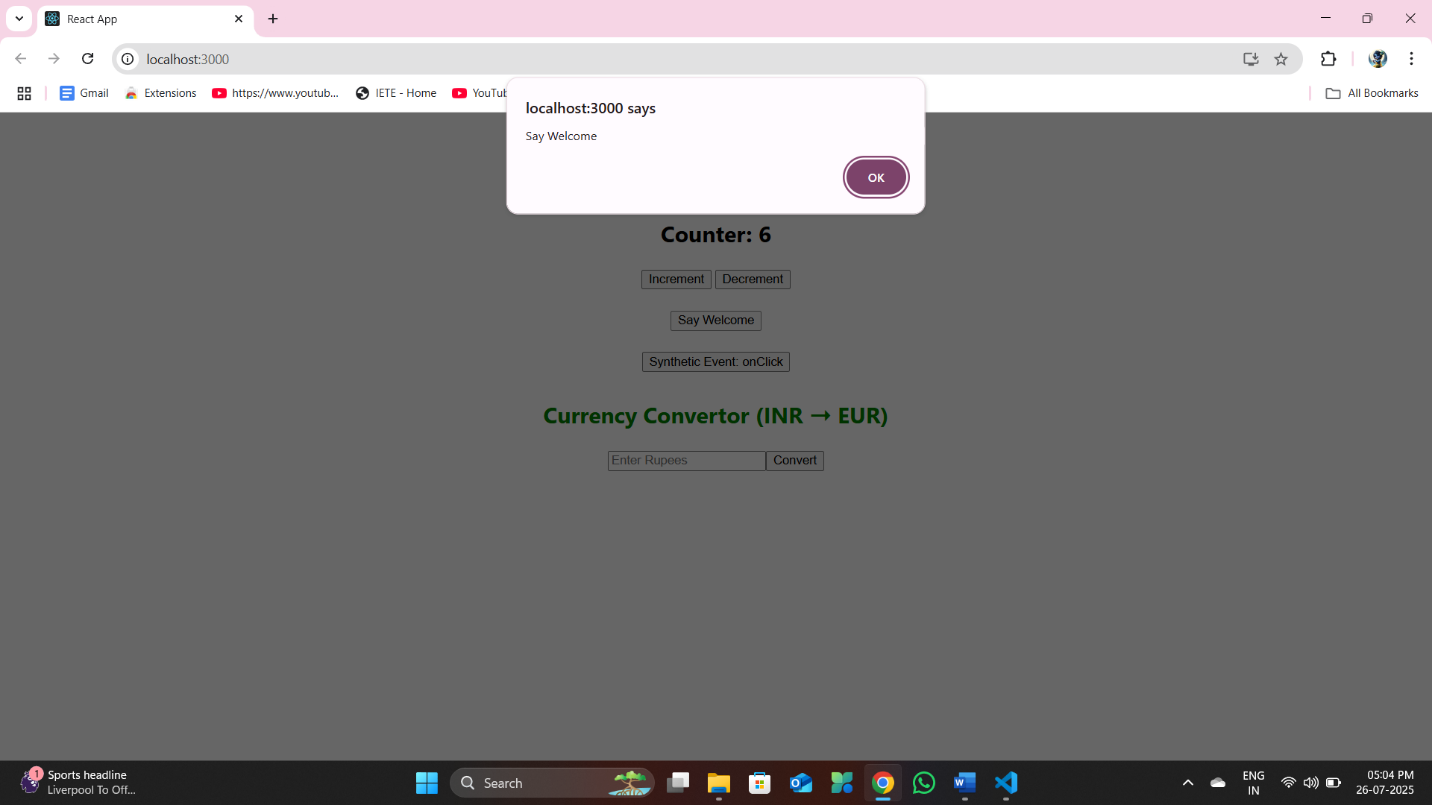 React App
localhost:3000
Gmail
Extensions
https://www.youtub...
IETE - Home
YouTub
All Bookmarks
localhost:3000 says
Say Welcome
OK
Counter: 6
Increment Decrement
Say Welcome
Synthetic Event: onClick
Currency Convertor (INR → EUR)
Enter Rupees Convert
1
Sports headline
Liverpool To Off...
Search
ENG
IN
05:04 PM
26-07-2025